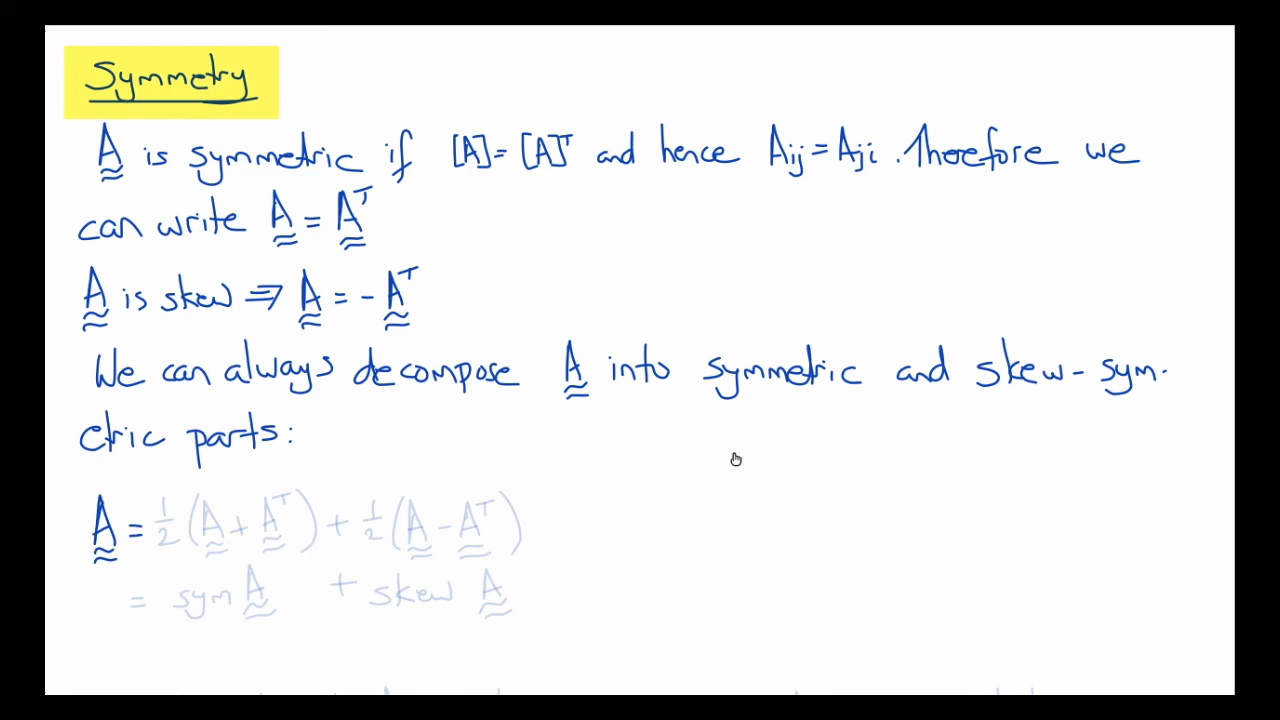 Symmetry
A is symmetric if [A]=[A]ᵀ and hence Aij=Aji. Therefore we
can write A = Aᵀ
A is skew ⇒ A = -Aᵀ
We can always decompose A into symmetric and skew-sym-
etric parts:
A = 1/2 (A + Aᵀ) + 1/2 (A - Aᵀ)
= sym A + skew A